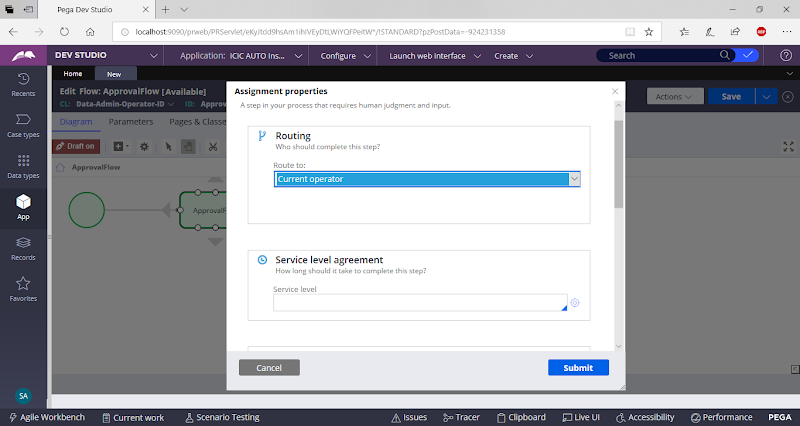 Pega Dev Studio
localhost:9090/prweb/PRServlet/eKyJtdd9hsAm1ihIVEyDtLWiYQFPeitW*/!STANDARD?pzPostData=-924231358
ABP
DEV STUDIO
Application: ICIC AUTO Ins...
Configure
Launch web interface
Create
Search
Recents
Case types
Data types
App
Records
Favorites
SA
Home
New
Edit Flow: ApprovalFlow [Available]
CL: Data-Admin-Operator-ID
ID: Approv
Actions
Save
Diagram
Parameters
Pages & Classe
Draft on
ApprovalFlow
ApprovalF
Assignment properties
A step in your process that requires human judgment and input.
Routing
Who should complete this step?
Route to:
Current operator
Service level agreement
How long should it take to complete this step?
Service level
Cancel
Submit
Agile Workbench
Current work
Scenario Testing
Issues
Tracer
Clipboard
Live UI
Accessibility
Performance
PEGA